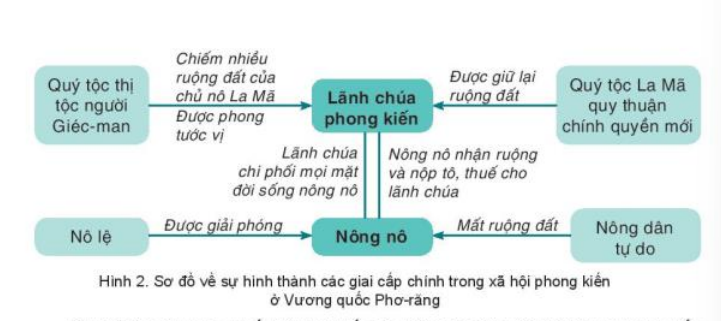 Quý tộc thị
tộc người
Giéc-man
Chiếm nhiều
ruộng đất của
chủ nô La Mã
Được phong
tước vị
Lãnh chúa
phong kiến
Được giữ lại
ruộng đất
Quý tộc La Mã
quy thuận
chính quyền mới
Lãnh chúa
chi phối mọi mặt
đời sống nông nô
Nông nô nhận ruộng
và nộp tô, thuế cho
lãnh chúa
Nô lệ
Được giải phóng
Nông nô
Mất ruộng đất
Nông dân
tự do
Hình 2. Sơ đồ về sự hình thành các giai cấp chính trong xã hội phong kiến
ở Vương quốc Phơ-răng